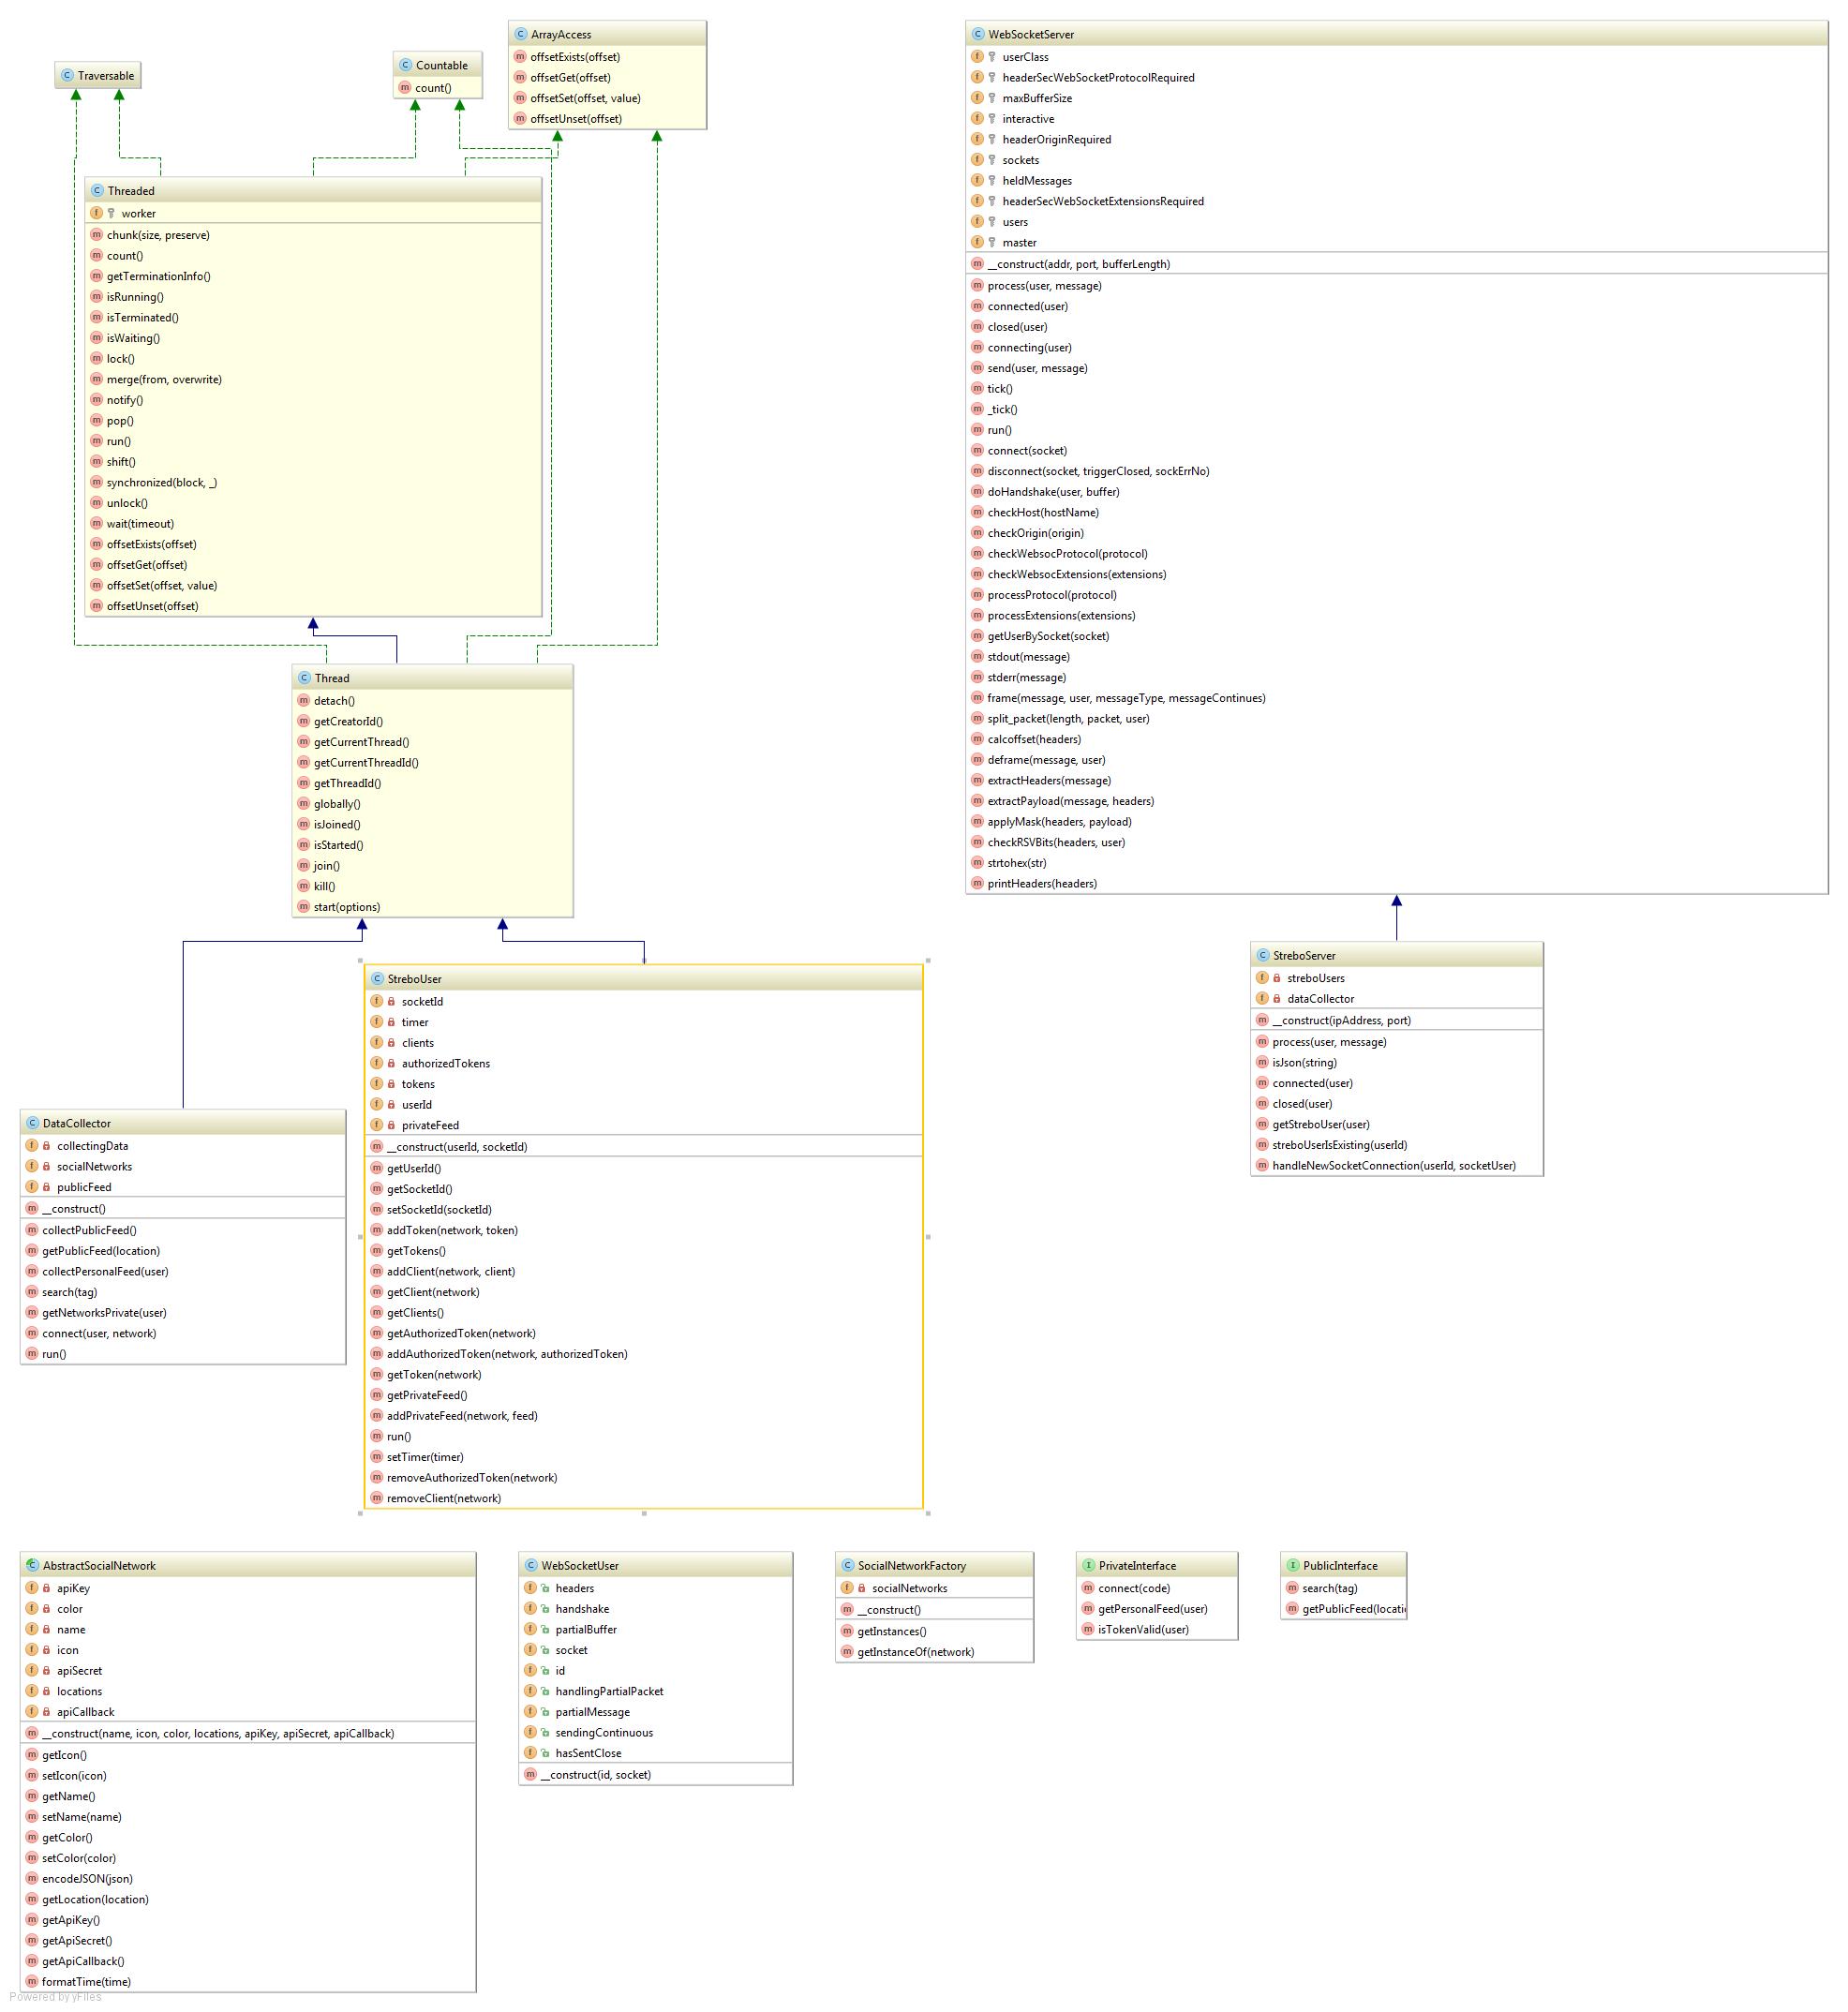 Traversable
Countable
count()
ArrayAccess
offsetExists(offset)
offsetGet(offset)
offsetSet(offset, value)
offsetUnset(offset)
Threaded
worker
chunk(size, preserve)
count()
getTerminationInfo()
isRunning()
isTerminated()
isWaiting()
lock()
merge(from, overwrite)
notify()
pop()
run()
shift()
synchronized(block, _)
unlock()
wait(timeout)
offsetExists(offset)
offsetGet(offset)
offsetSet(offset, value)
offsetUnset(offset)
Thread
detach()
getCreatorId()
getCurrentThread()
getCurrentThreadId()
getThreadId()
globally()
isJoined()
isStarted()
join()
kill()
start(options)
WebSocketServer
userClass
headerSecWebSocketProtocolRequired
maxBufferSize
interactive
headerOriginRequired
sockets
heldMessages
headerSecWebSocketExtensionsRequired
users
master
__construct(addr, port, bufferLength)
process(user, message)
connected(user)
closed(user)
connecting(user)
send(user, message)
tick()
_tick()
run()
connect(socket)
disconnect(socket, triggerClosed, sockErrNo)
doHandshake(user, buffer)
checkHost(hostName)
checkOrigin(origin)
checkWebsocProtocol(protocol)
checkWebsocExtensions(extensions)
processProtocol(protocol)
processExtensions(extensions)
getUserBySocket(socket)
stdout(message)
stderr(message)
frame(message, user, messageType, messageContinues)
split_packet(length, packet, user)
calcoffset(headers)
deframe(message, user)
extractHeaders(message)
extractPayload(message, headers)
applyMask(headers, payload)
checkRSVBits(headers, user)
strtohex(str)
printHeaders(headers)
StreboServer
streboUsers
dataCollector
__construct(ipAddress, port)
process(user, message)
isJson(string)
connected(user)
closed(user)
getStreboUser(user)
streboUserIsExisting(userId)
handleNewSocketConnection(userId, socketUser)
StreboUser
socketId
timer
clients
authorizedTokens
tokens
userId
privateFeed
__construct(userId, socketId)
getUserId()
getSocketId()
setSocketId(socketId)
addToken(network, token)
getTokens()
addClient(network, client)
getClient(network)
getClients()
getAuthorizedToken(network)
addAuthorizedToken(network, authorizedToken)
getToken(network)
getPrivateFeed()
addPrivateFeed(network, feed)
run()
setTimer(timer)
removeAuthorizedToken(network)
removeClient(network)
DataCollector
collectingData
socialNetworks
publicFeed
__construct()
collectPublicFeed()
getPublicFeed(location)
collectPersonalFeed(user)
search(tag)
getNetworksPrivate(user)
connect(user, network)
run()
AbstractSocialNetwork
apiKey
color
name
icon
apiSecret
locations
apiCallback
__construct(name, icon, color, locations, apiKey, apiSecret, apiCallback)
getIcon()
setIcon(icon)
getName()
setName(name)
getColor()
setColor(color)
encodeJSON(json)
getLocation(location)
getApiKey()
getApiSecret()
getApiCallback()
formatTime(time)
WebSocketUser
headers
handshake
partialBuffer
socket
id
handlingPartialPacket
partialMessage
sendingContinuous
hasSentClose
__construct(id, socket)
SocialNetworkFactory
socialNetworks
__construct()
getInstances()
getInstanceOf(network)
PrivateInterface
connect(code)
getPersonalFeed(user)
isTokenValid(user)
PublicInterface
search(tag)
getPublicFeed(locati
Powered by yFiles